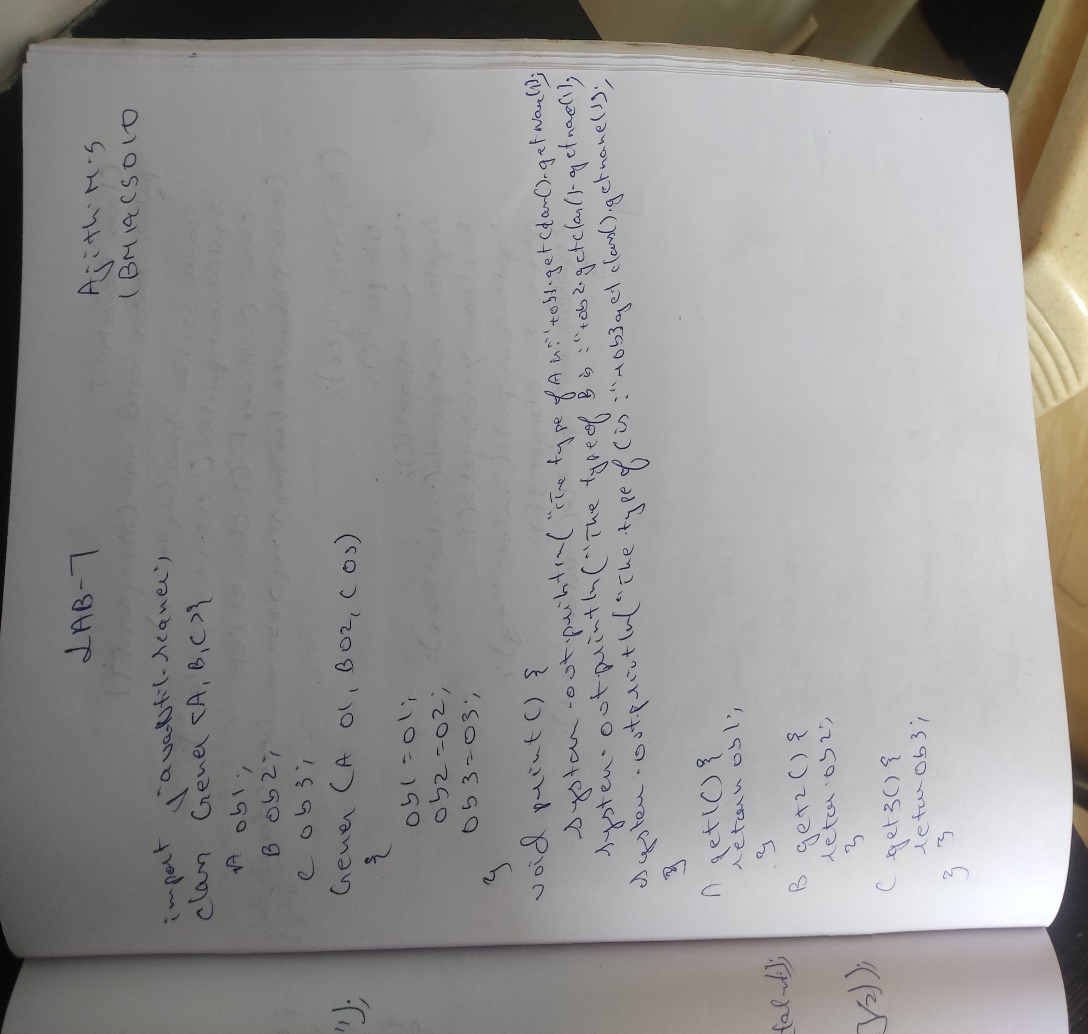 LAB-7
Ajith.M.S
1BM19CS010
import java.util.scanner;
class Gener <A, B, C>{
A ob1;
B ob2;
C ob3;
Gener (A o1, B o2, C o3)
{
ob1 = o1;
ob2 = o2;
ob3 = o3;
}
void print() {
system.out.println("The type of A is:"+ob1.getclass().getname());
system.out.println("The type of B is:"+ob2.getclass().getname());
system.out.println("The type of C is:"+ob3.getclass().getname());
}
A get1() {
return ob1;
}
B get2() {
return ob2;
}
C get3() {
return ob3;
}
}